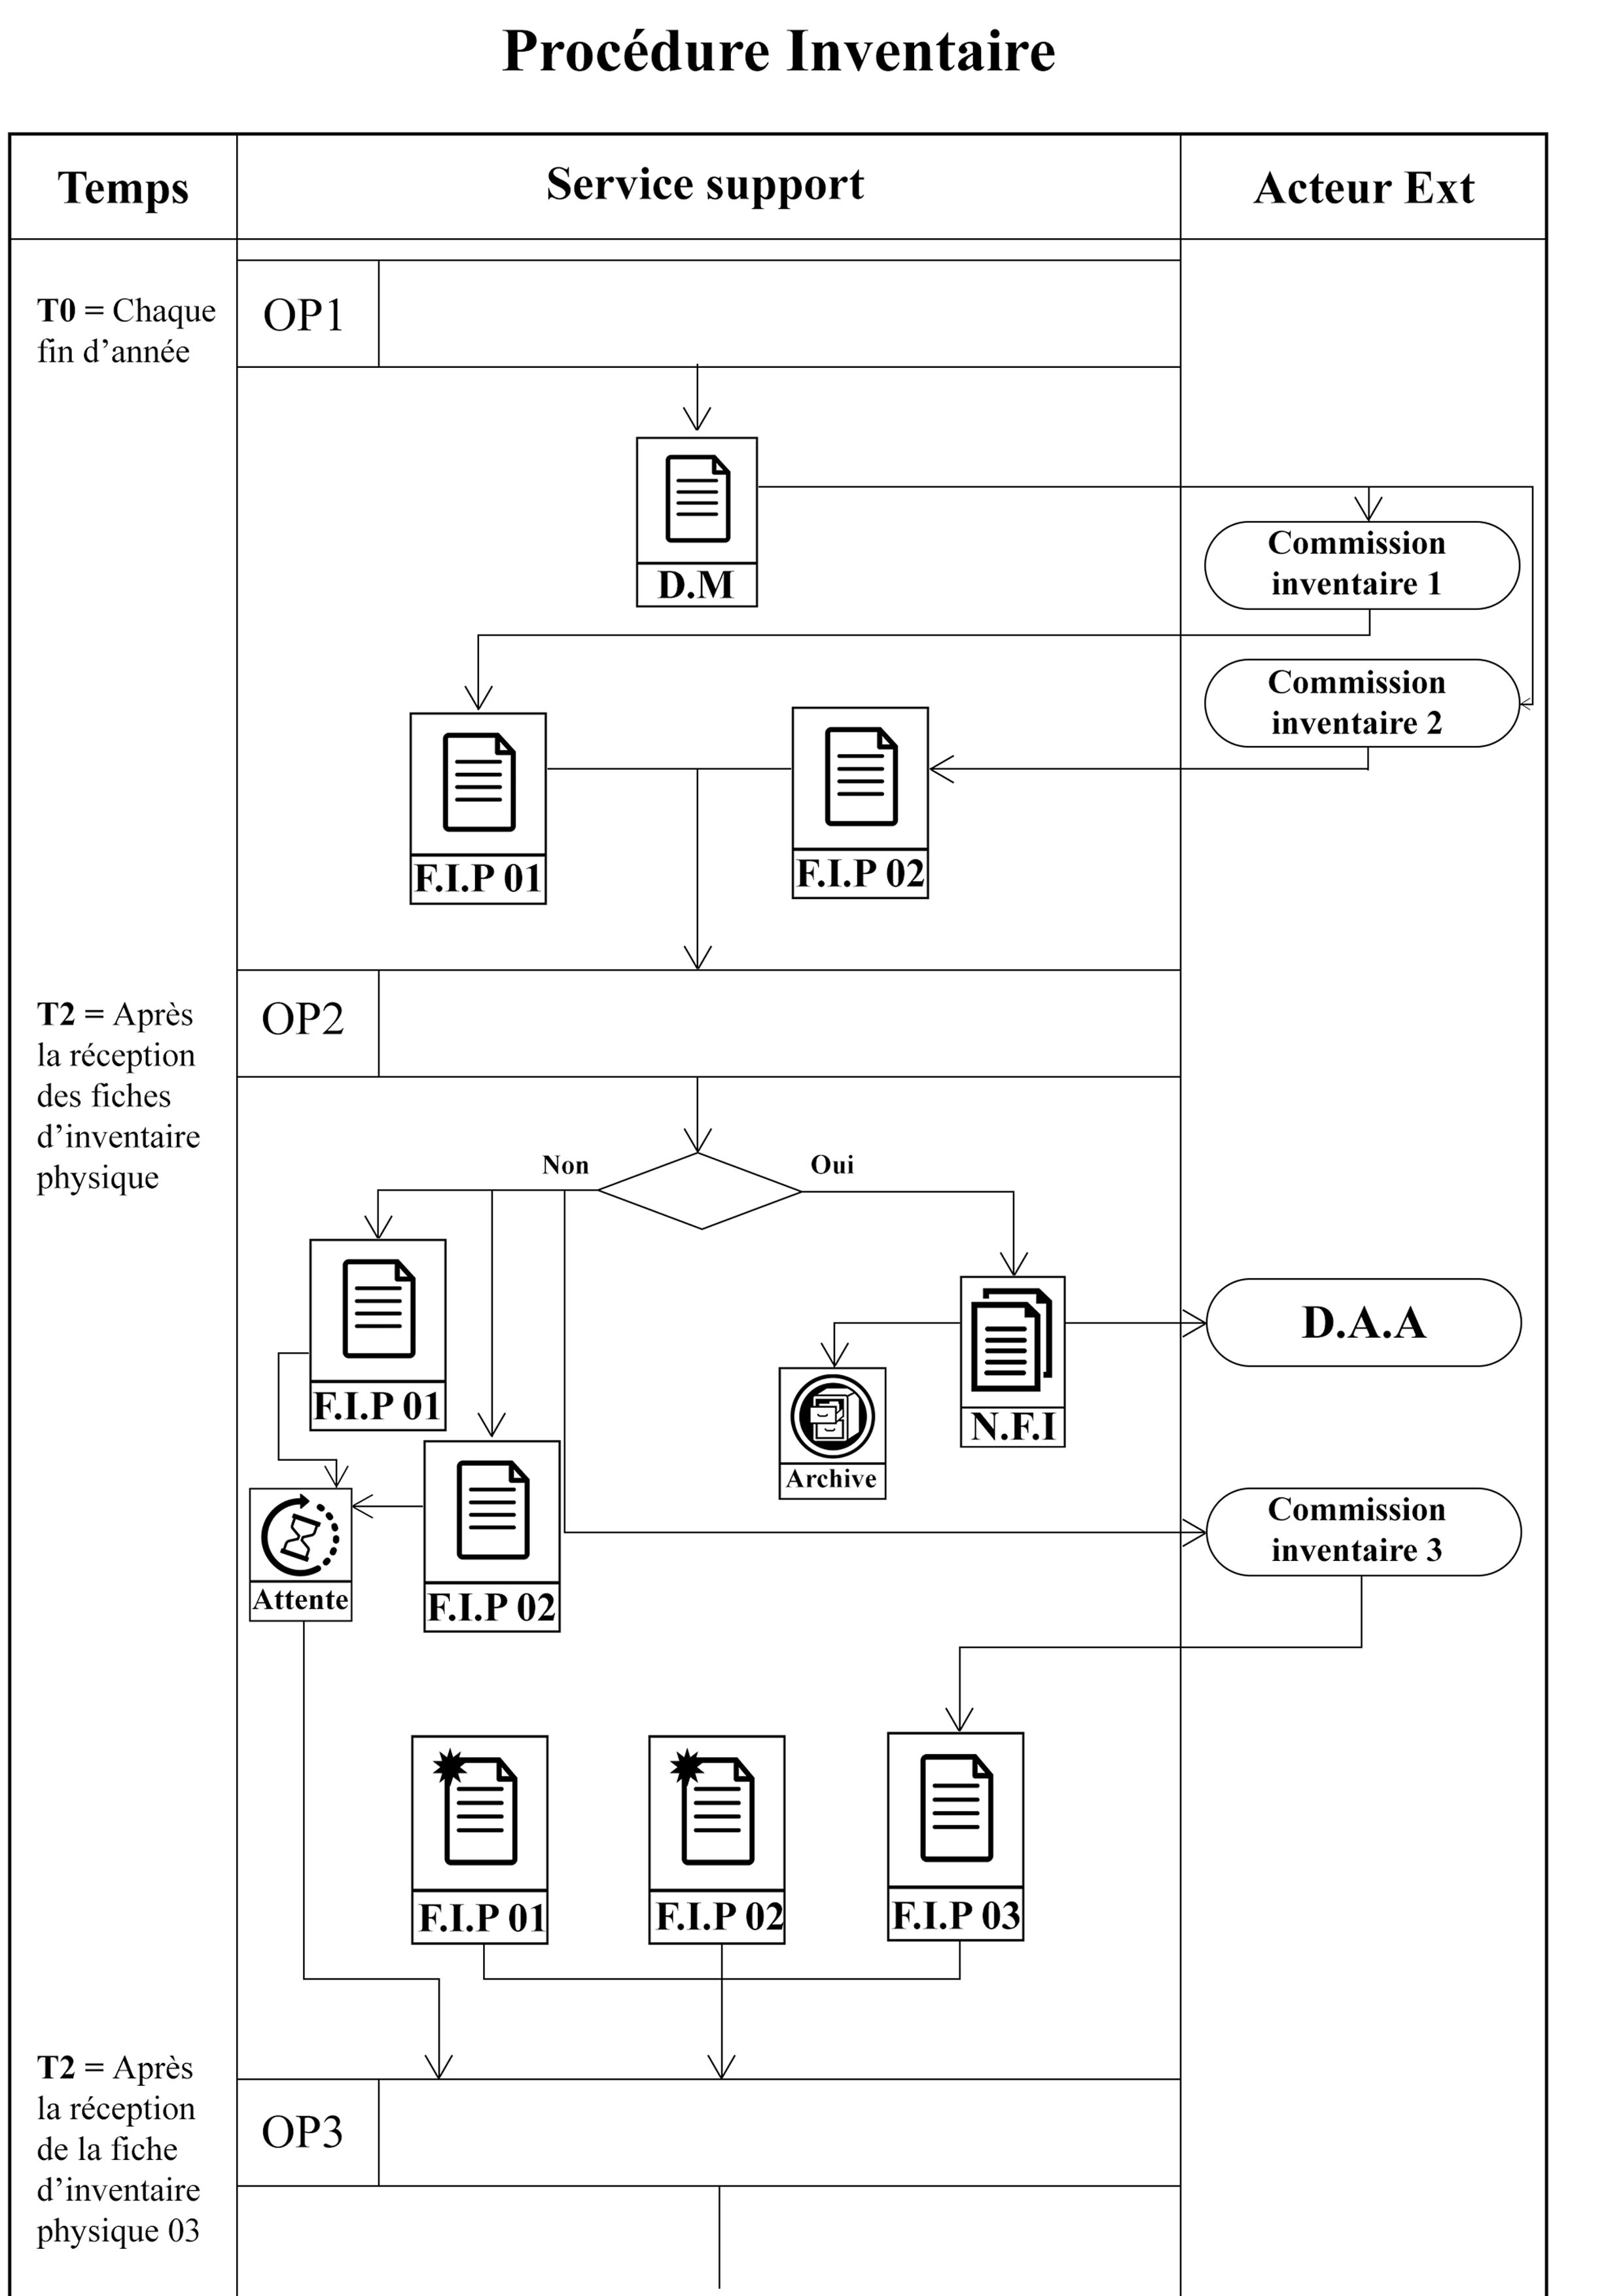 Procédure Inventaire
Temps
Service support
Acteur Ext
T0 = Chaque
fin d’année
OP1
D.M
Commission
inventaire 1
Commission
inventaire 2
F.I.P 01
F.I.P 02
T2 = Après
la réception
des fiches
d’inventaire
physique
OP2
Non
Oui
F.I.P 01
N.F.I
D.A.A
Archive
F.I.P 02
Attente
Commission
inventaire 3
F.I.P 01
F.I.P 02
F.I.P 03
T2 = Après
la réception
de la fiche
d’inventaire
physique 03
OP3